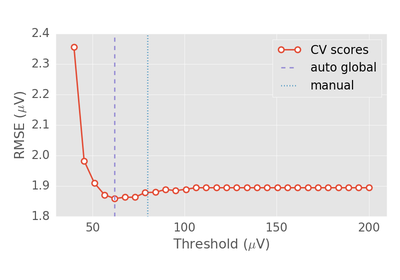 2.4
2.3
2.2
2.1
2.0
1.9
1.8
RMSE (μV)
CV scores
auto global
manual
50 100 150 200
Threshold (μV)